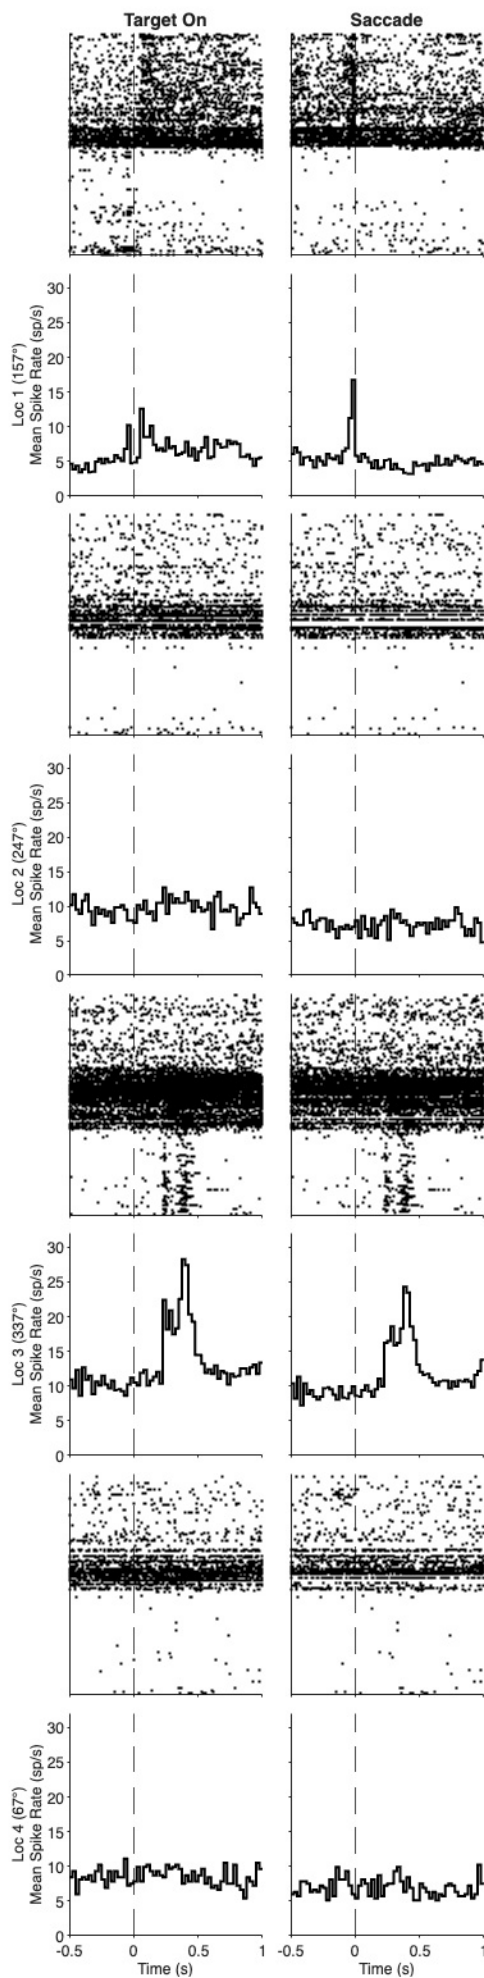 Target On Saccade
Loc 1 (157°)
Mean Spike Rate (sp/s)
30
25
20
15
10
5
0
Loc 2 (247°)
Mean Spike Rate (sp/s)
30
25
20
15
10
5
0
Loc 3 (337°)
Mean Spike Rate (sp/s)
30
25
20
15
10
5
0
Loc 4 (67°)
Mean Spike Rate (sp/s)
30
25
20
15
10
5
0
-0.5 0 0.5 1 -0.5 0 0.5 1
Time (s) Time (s)